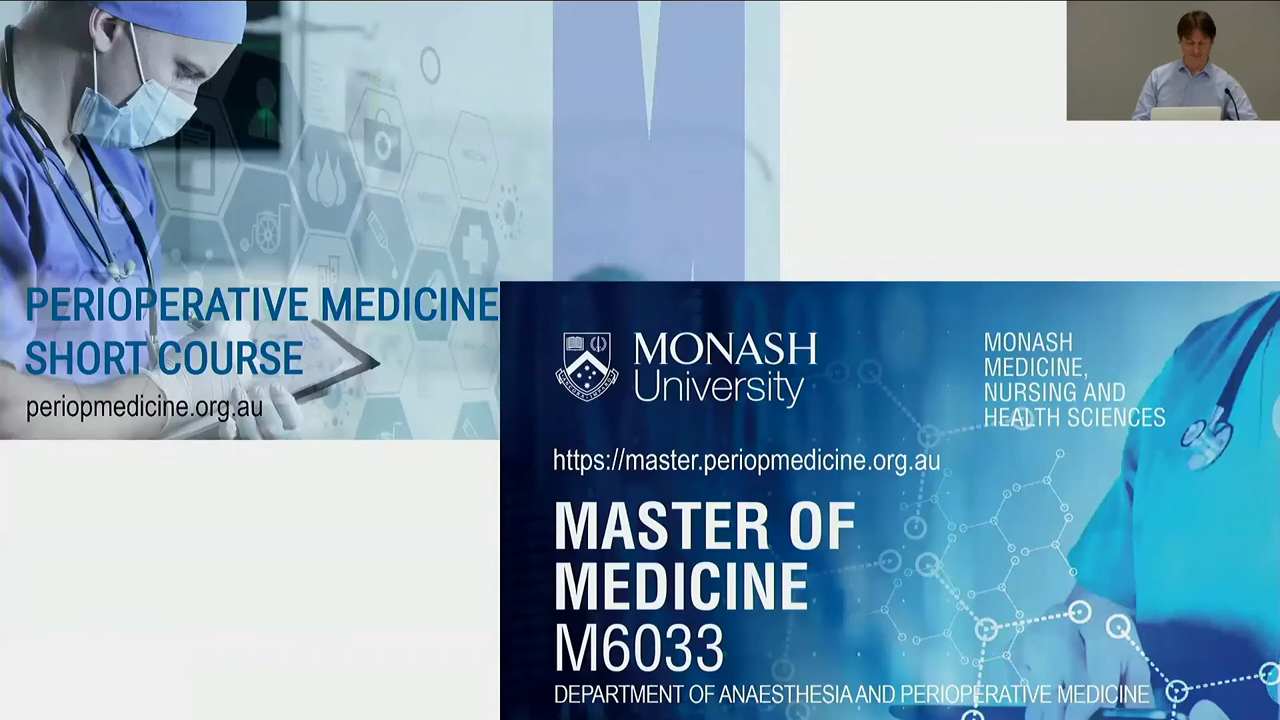 PERIOPERATIVE MEDICINE
SHORT COURSE
periopmedicine.org.au
MONASH
University
MONASH
MEDICINE,
NURSING AND
HEALTH SCIENCES
https://master.periopmedicine.org.au
MASTER OF
MEDICINE
M6033
DEPARTMENT OF ANAESTHESIA AND PERIOPERATIVE MEDICINE